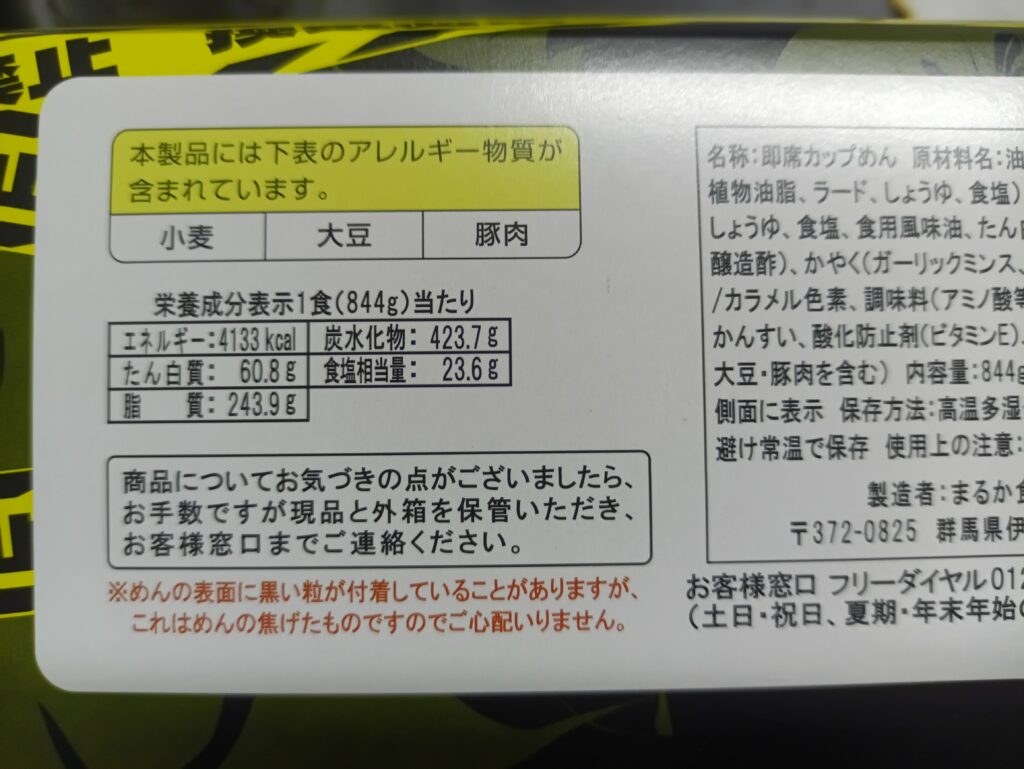 禁止
本製品には下表のアレルギー物質が
含まれています。
小麦 大豆 豚肉
栄養成分表示1食(844g)当たり
エネルギー:4133kcal 炭水化物: 423.7g
たん白質: 60.8g 食塩相当量: 23.6g
脂 質:243.9g
商品についてお気づきの点がございましたら、
お手数ですが現品と外箱を保管いただき、
お客様窓口までご連絡ください。
※めんの表面に黒い粒が付着していることがありますが、
これはめんの焦げたものですのでご心配いりません。
名称:即席カップめん 原材料名:油
植物油脂、ラード、しょうゆ、食塩)
しょうゆ、食塩、食用風味油、たん白
醸造酢)、かやく(ガーリックミンス、
/カラメル色素、調味料(アミノ酸等
かんすい、酸化防止剤(ビタミンE)、
大豆・豚肉を含む) 内容量:844g
側面に表示 保存方法:高温多湿
避け常温で保存 使用上の注意:
製造者:まるか食
〒372-0825 群馬県伊
お客様窓口 フリーダイヤル012
(土日・祝日、夏期・年末年始の